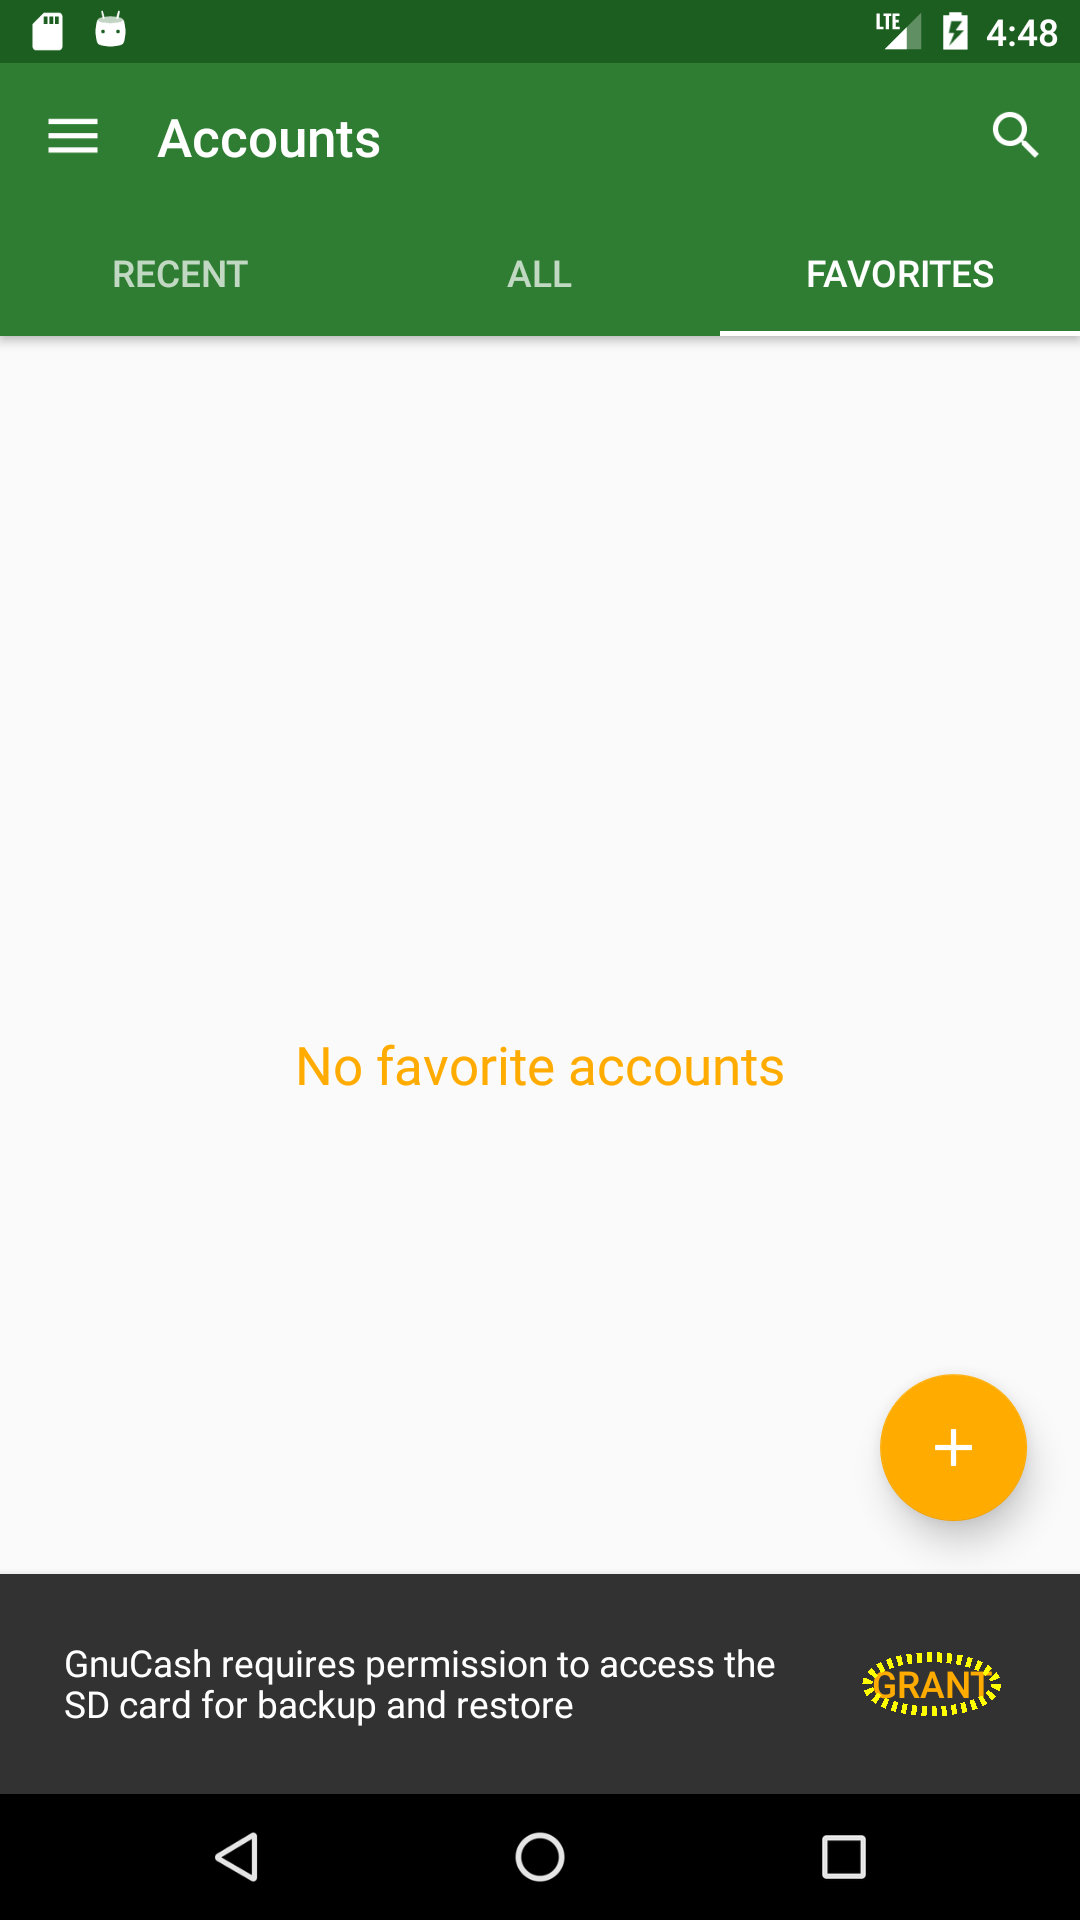 LTE 4:48
Accounts
RECENT ALL FAVORITES
No favorite accounts
GnuCash requires permission to access the
SD card for backup and restore
GRANT